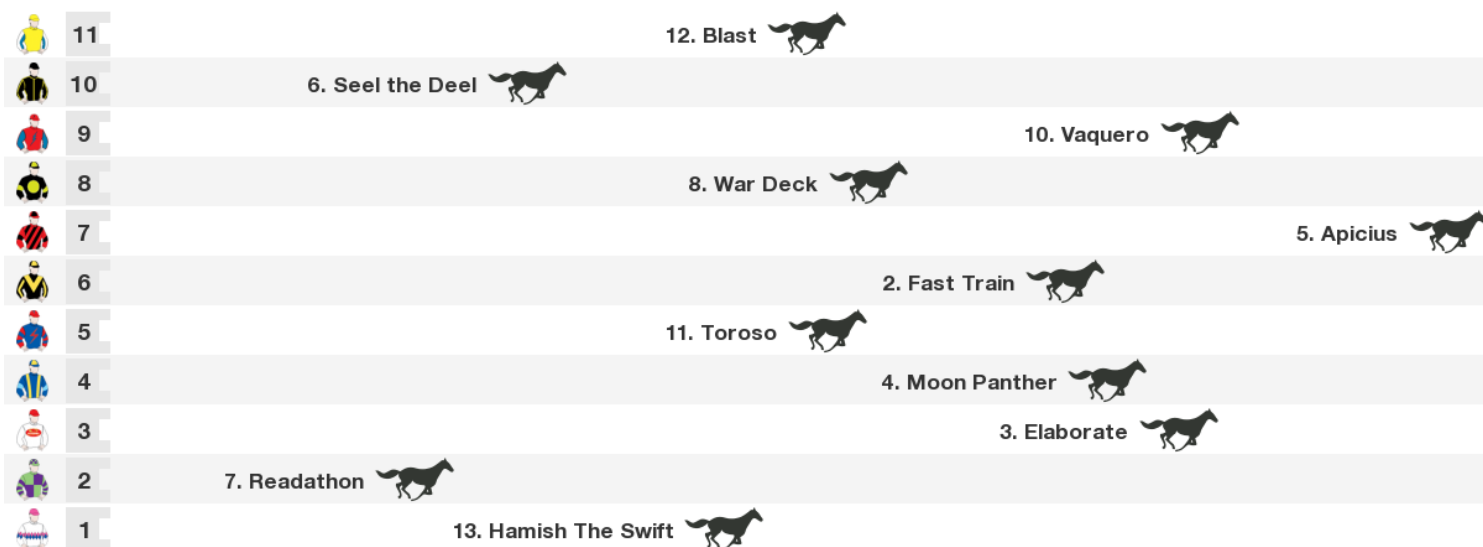 11 12. Blast
10 6. Seel the Deel
9 10. Vaquero
8 8. War Deck
7 5. Apicius
6 2. Fast Train
5 11. Toroso
4 4. Moon Panther
3 3. Elaborate
2 7. Readathon
1 13. Hamish The Swift